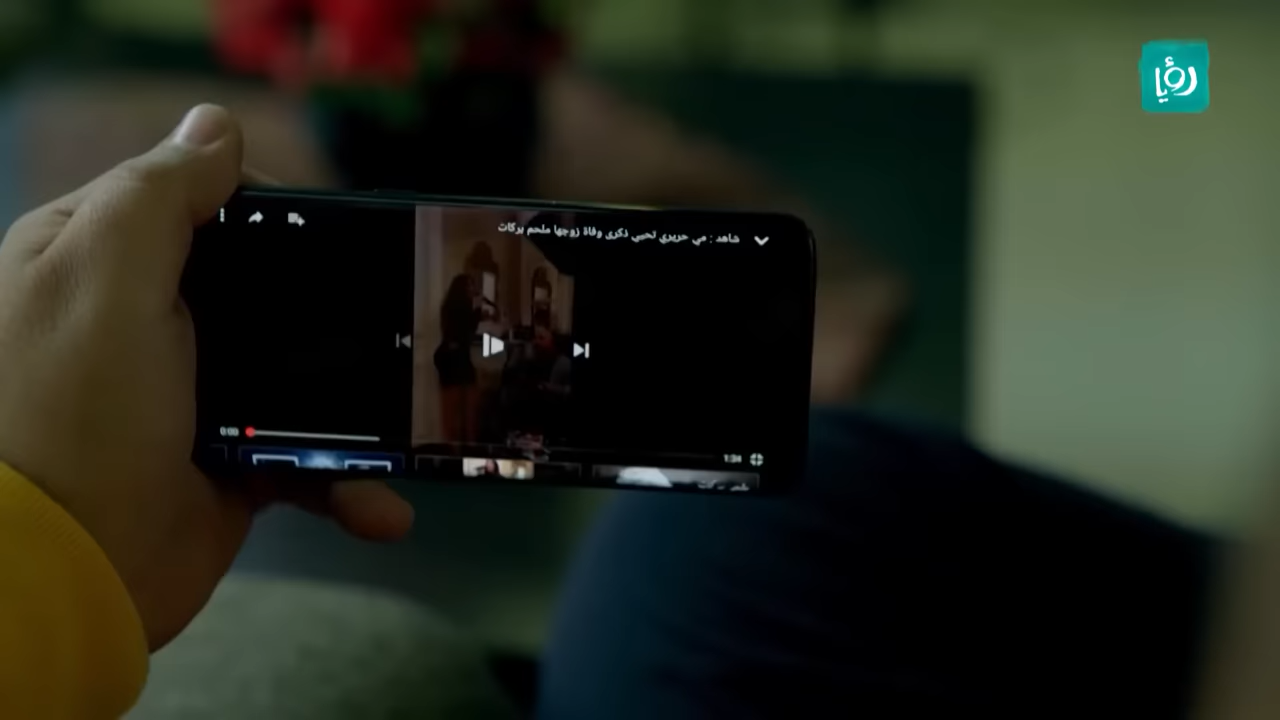 رؤيا
شاهد : مي حريري تحيي ذكرى وفاة زوجها ملحم بركات
0:00
1:34